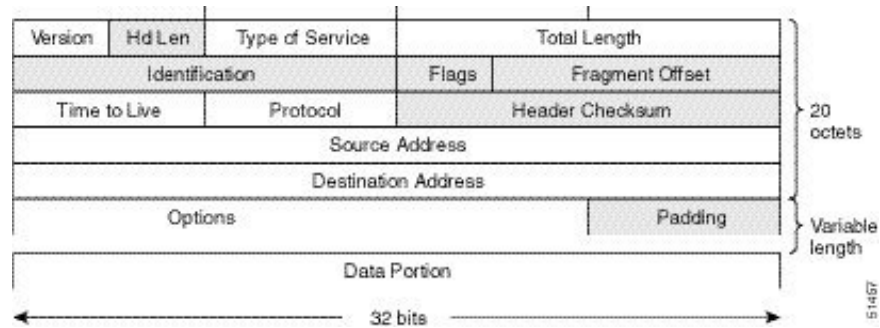 Version Hd Len Type of Service Total Length
Identification Flags Fragment Offset
Time to Live Protocol Header Checksum
20
octets
Source Address
Destination Address
Options Padding
Variable
length
Data Portion
32 bits
51457